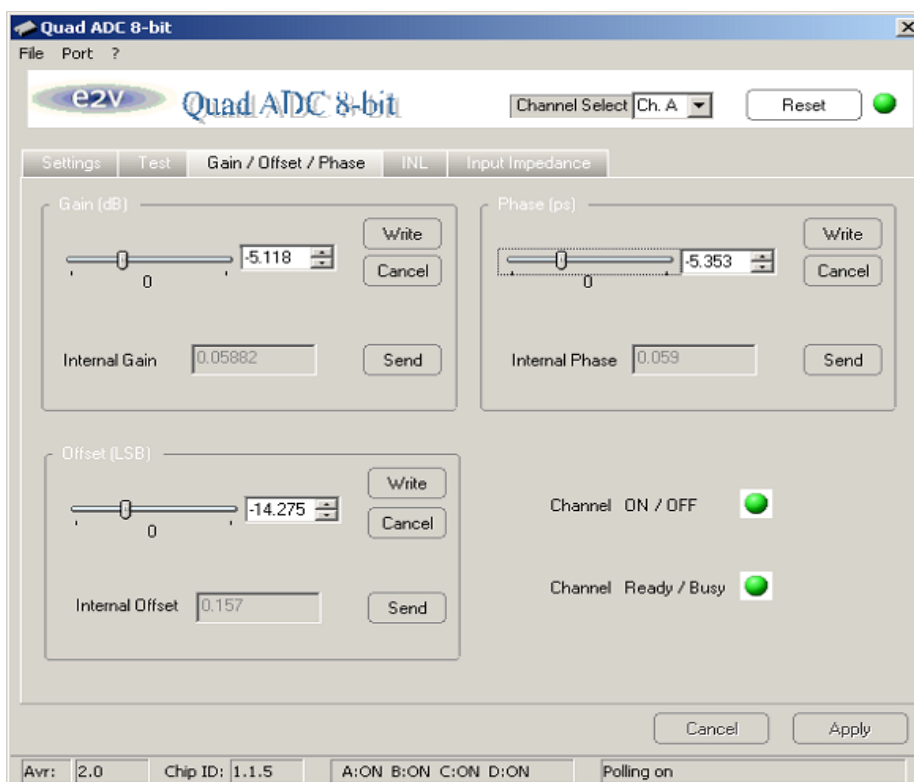 Quad ADC 8-bit
File Port ?
e2v Quad ADC 8-bit Channel Select Ch. A Reset
Settings Test Gain / Offset / Phase INL Input Impedance
Gain (dB)
-5.118
0
Write
Cancel
Internal Gain 0.05882 Send
Phase (ps)
-5.353
0
Write
Cancel
Internal Phase 0.059 Send
Offset (LSB)
-14.275
0
Write
Cancel
Internal Offset 0.157 Send
Channel ON / OFF
Channel Ready / Busy
Cancel Apply
Avr: 2.0 Chip ID: 1.1.5 A:ON B:ON C:ON D:ON Polling on